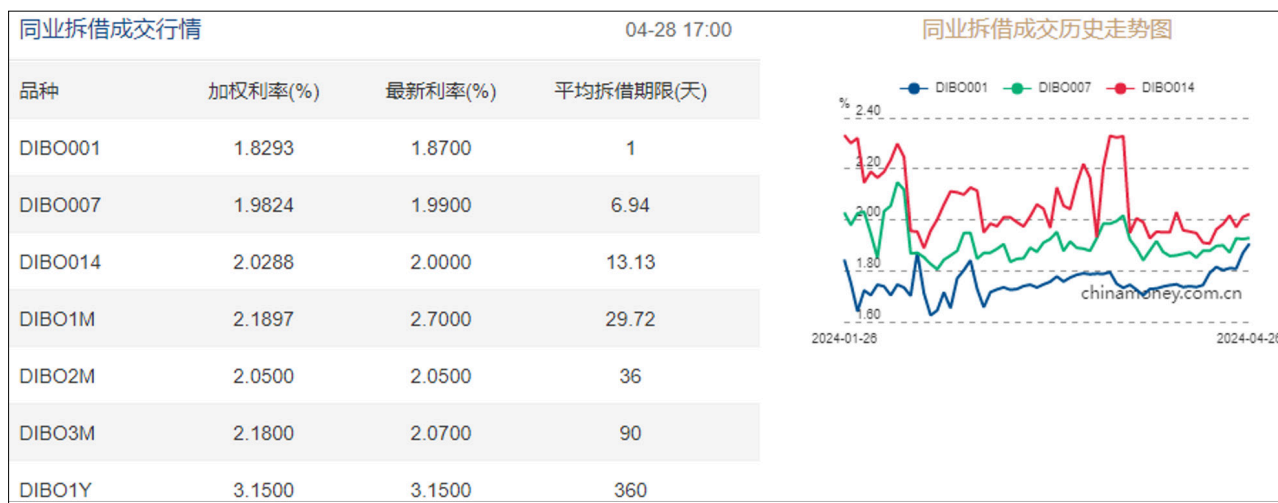 同业拆借成交行情 04-28 17:00
品种 加权利率(%) 最新利率(%) 平均拆借期限(天)
DIBO001 1.8293 1.8700 1
DIBO007 1.9824 1.9900 6.94
DIBO014 2.0288 2.0000 13.13
DIBO1M 2.1897 2.7000 29.72
DIBO2M 2.0500 2.0500 36
DIBO3M 2.1800 2.0700 90
DIBO1Y 3.1500 3.1500 360
同业拆借成交历史走势图
DIBO001 DIBO007 DIBO014
%
2.40
2.20
2.00
1.80
chinamoney.com.cn
1.60
2024-01-26 2024-04-26